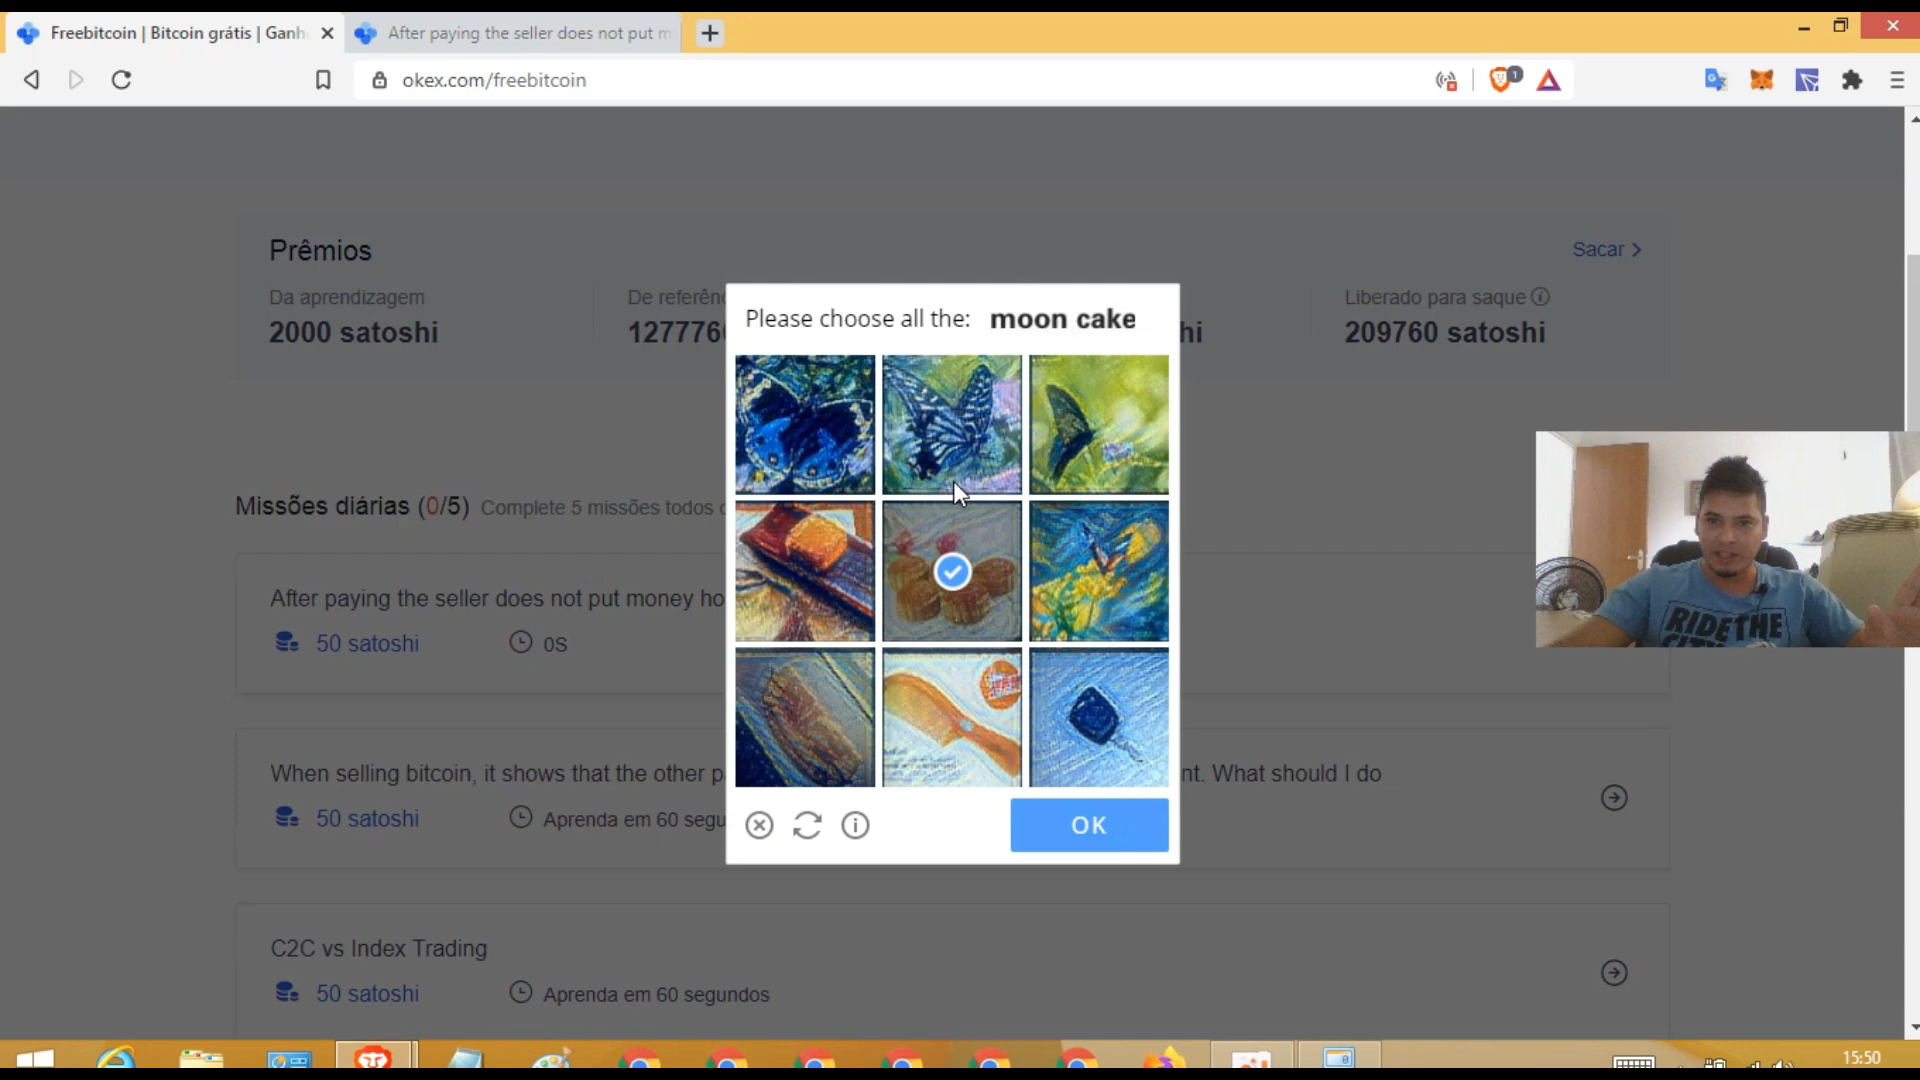 Freebitcoin | Bitcoin grátis | Ganh
After paying the seller does not put m
okex.com/freebitcoin
1
Prêmios
Sacar
Da aprendizagem
De referên
Liberado para saque
2000 satoshi
127776
hi
209760 satoshi
Please choose all the: moon cake
Missões diárias (0/5) Complete 5 missões todos
After paying the seller does not put money ho
50 satoshi
0S
RIDE THE
When selling bitcoin, it shows that the other p
nt. What should I do
50 satoshi
Aprenda em 60 segu
OK
C2C vs Index Trading
50 satoshi
Aprenda em 60 segundos
15:50